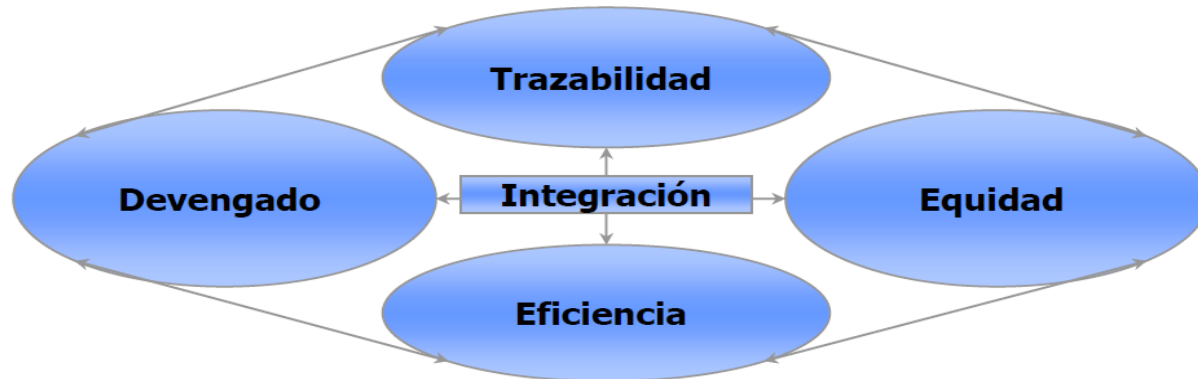 Trazabilidad
Devengado
Integración
Equidad
Eficiencia